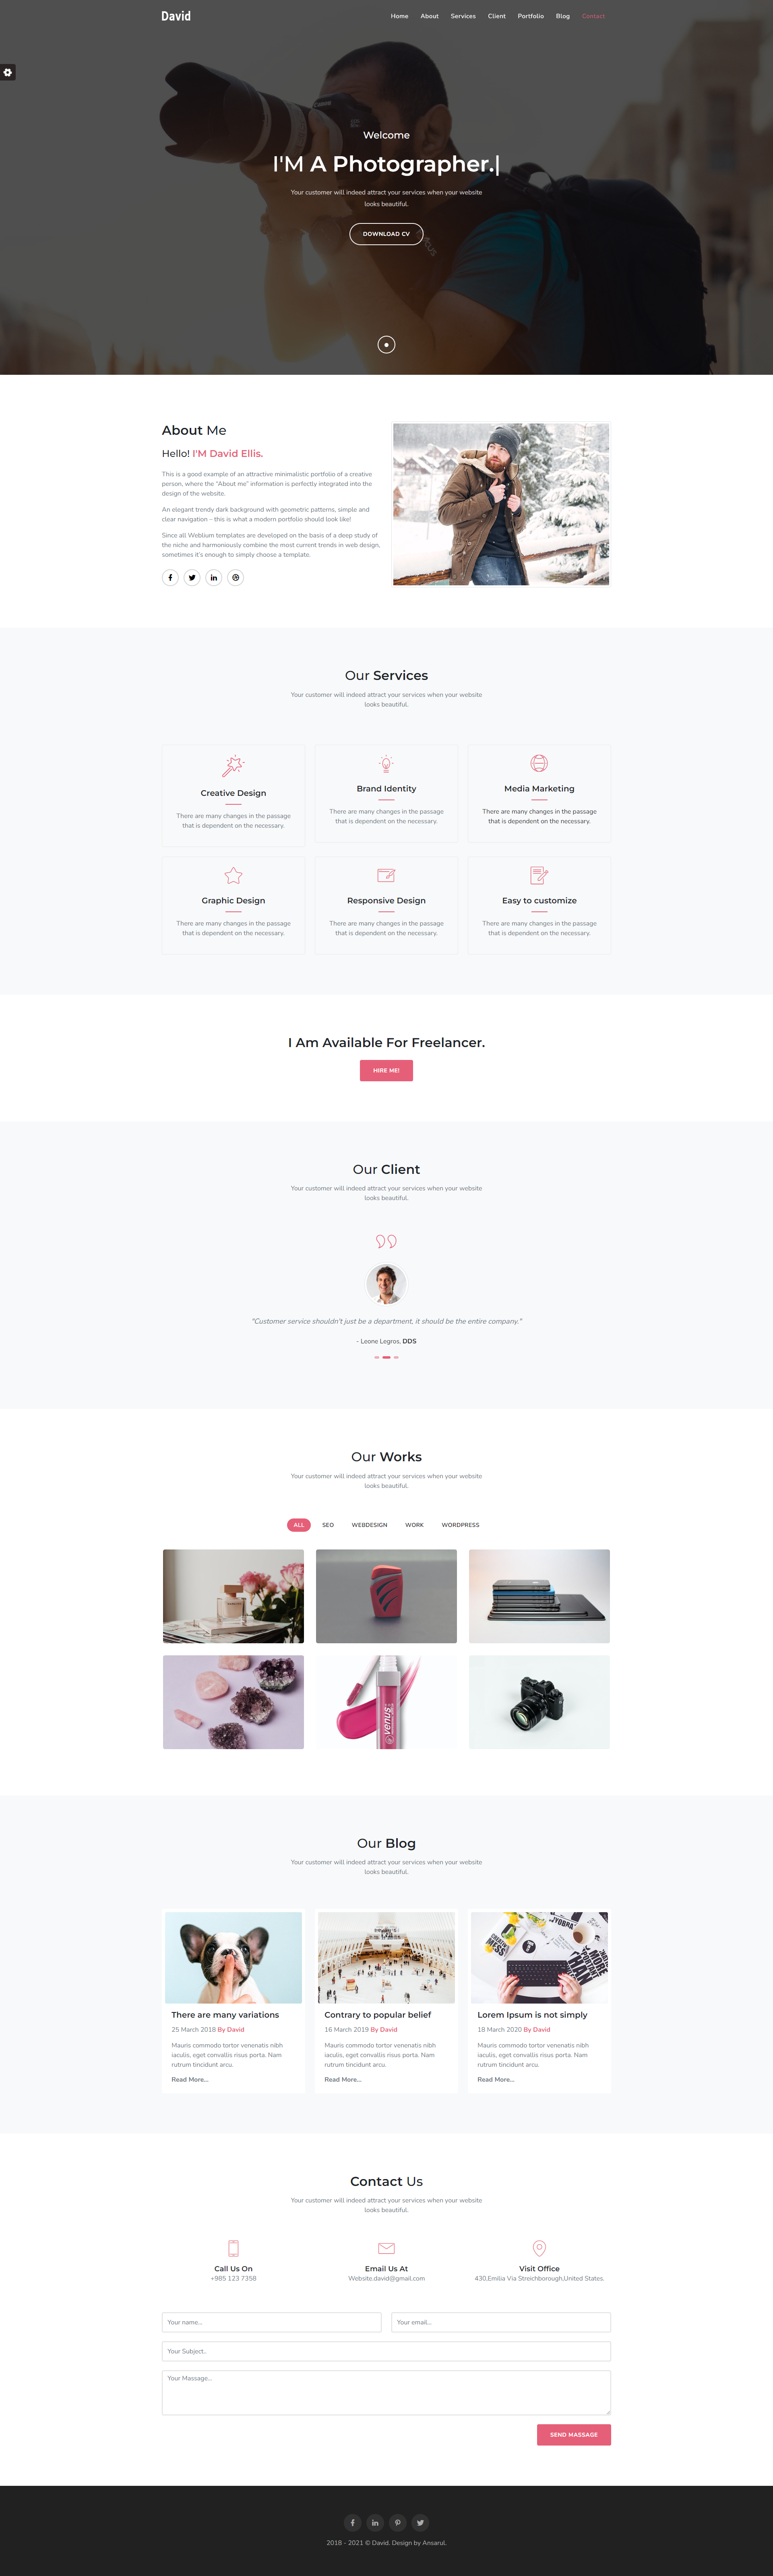 David
Home About Services Client Portfolio Blog Contact
Canon
Welcome
I'M A Photographer.|
Your customer will indeed attract your services when your website
looks beautiful.
DOWNLOAD CV
About Me
Hello! I'M David Ellis.
This is a good example of an attractive minimalistic portfolio of a creative
person, where the "About me" information is perfectly integrated into the
design of the website.
An elegant trendy dark background with geometric patterns, simple and
clear navigation – this is what a modern portfolio should look like!
Since all Weblium templates are developed on the basis of a deep study of
the niche and harmoniously combine the most current trends in web design,
sometimes it's enough to simply choose a template.
Our Services
Your customer will indeed attract your services when your website
looks beautiful.
Creative Design
There are many changes in the passage
that is dependent on the necessary.
Brand Identity
There are many changes in the passage
that is dependent on the necessary.
Media Marketing
There are many changes in the passage
that is dependent on the necessary.
Graphic Design
There are many changes in the passage
that is dependent on the necessary.
Responsive Design
There are many changes in the passage
that is dependent on the necessary.
Easy to customize
There are many changes in the passage
that is dependent on the necessary.
I Am Available For Freelancer.
HIRE ME!
Our Client
Your customer will indeed attract your services when your website
looks beautiful.
"Customer service shouldn't just be a department, it should be the entire company."
- Leone Legros, DDS
Our Works
Your customer will indeed attract your services when your website
looks beautiful.
ALL SEO WEBDESIGN WORK WORDPRESS
venus
Our Blog
Your customer will indeed attract your services when your website
looks beautiful.
There are many variations
25 March 2018 By David
Mauris commodo tortor venenatis nibh
iaculis, eget convallis risus porta. Nam
rutrum tincidunt arcu.
Read More...
Contrary to popular belief
16 March 2019 By David
Mauris commodo tortor venenatis nibh
iaculis, eget convallis risus porta. Nam
rutrum tincidunt arcu.
Read More...
Lorem Ipsum is not simply
18 March 2020 By David
Mauris commodo tortor venenatis nibh
iaculis, eget convallis risus porta. Nam
rutrum tincidunt arcu.
Read More...
Contact Us
Your customer will indeed attract your services when your website
looks beautiful.
Call Us On
+985 123 7358
Email Us At
Website.david@gmail.com
Visit Office
430,Emilia Via Streichborough,United States.
Your name...
Your email...
Your Subject..
Your Massage...
SEND MASSAGE
2018 - 2021 © David. Design by Ansarul.